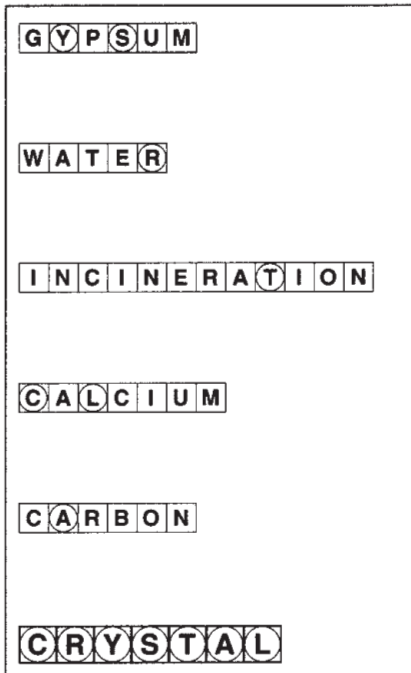 GYPSUM
WATER
INCINERATION
CALCIUM
CARBON
CRYSTAL